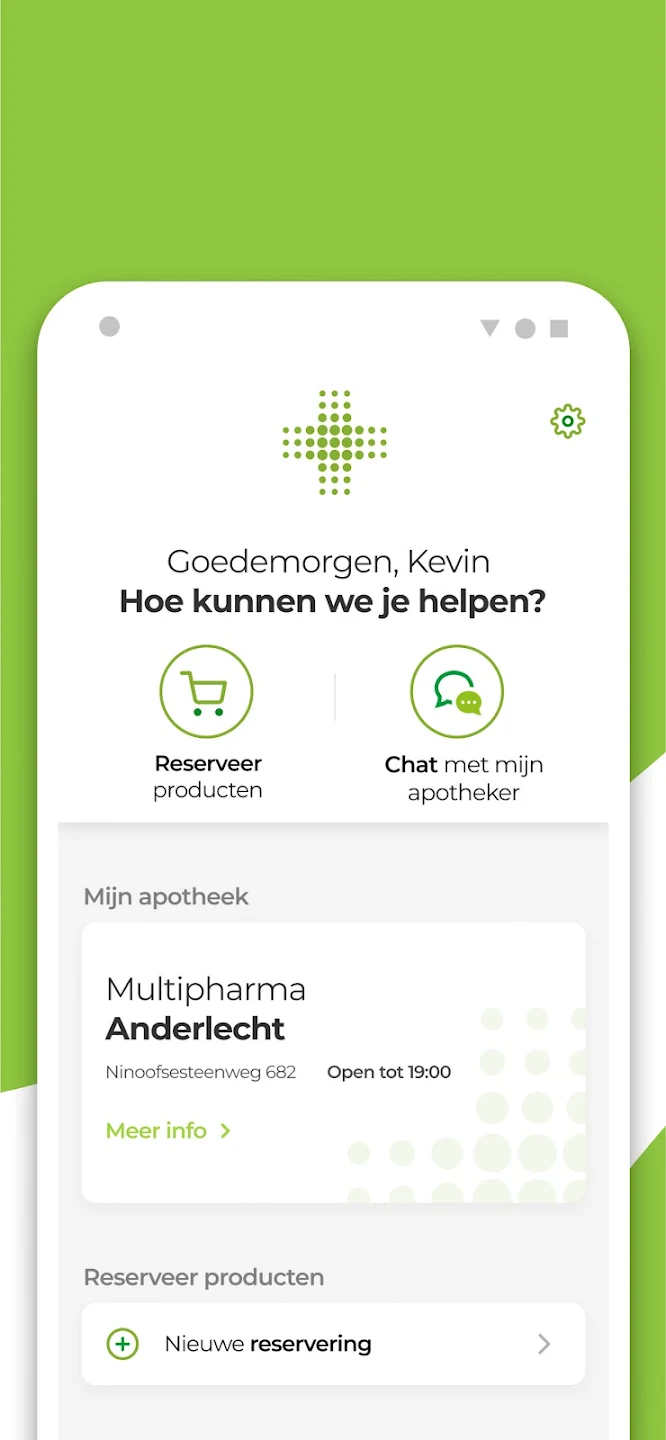 Goedemorgen, Kevin
Hoe kunnen we je helpen?
Reserveer
producten
Chat met mijn
apotheker
Mijn apotheek
Multipharma
Anderlecht
Ninoofsesteenweg 682 Open tot 19:00
Meer info
Reserveer producten
Nieuwe reservering